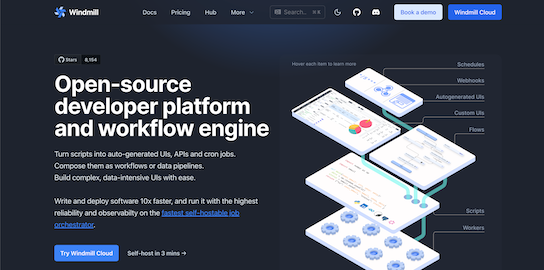 Windmill
Docs Pricing Hub More Search... ⌘K Book a demo Windmill Cloud
Stars 8,154
Hover each item to learn more
Open-source
developer platform
and workflow engine
Turn scripts into auto-generated UIs, APIs and cron jobs.
Compose them as workflows or data pipelines.
Build complex, data-intensive UIs with ease.
Write and deploy software 10x faster, and run it with the highest
reliability and observabilty on the fastest self-hostable job
orchestrator.
Try Windmill Cloud Self-host in 3 mins →
Schedules
Webhooks
Autogenerated UIs
Custom UIs
Flows
Scripts
Workers